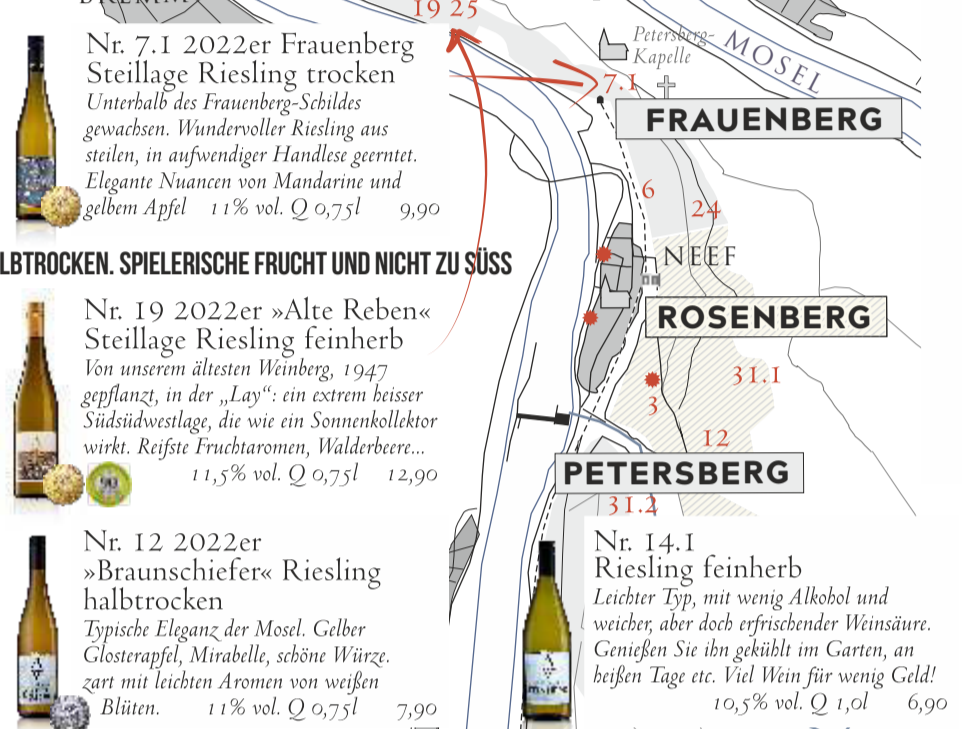 19 25
Nr. 7.1 2022er Frauenberg
Steillage Riesling trocken
Unterhalb des Frauenberg-Schildes
gewachsen. Wundervoller Riesling aus
steilen, in aufwendiger Handlese geerntet.
Elegante Nuancen von Mandarine und
gelbem Apfel 11% vol. Q 0,75l 9,90
Petersberg-
Kapelle
MOSEL
7.1
FRAUENBERG
6
24
NEEF
ROSENBERG
31.1
3
12
PETERSBERG
31.2
LBTROCKEN. SPIELERISCHE FRUCHT UND NICHT ZU SÜSS
Nr. 19 2022er »Alte Reben«
Steillage Riesling feinherb
Von unserem ältesten Weinberg, 1947
gepflanzt, in der „Lay“: ein extrem heisser
Südsüdwestlage, die wie ein Sonnenkollektor
wirkt. Reifste Fruchtaromen, Walderbeere...
11,5% vol. Q 0,75l 12,90
Nr. 12 2022er
»Braunschiefer« Riesling
halbtrocken
Typische Eleganz der Mosel. Gelber
Glosterapfel, Mirabelle, schöne Würze.
zart mit leichten Aromen von weißen
Blüten. 11% vol. Q 0,75l 7,90
Nr. 14.1
Riesling feinherb
Leichter Typ, mit wenig Alkohol und
weicher, aber doch erfrischender Weinsäure.
Genießen Sie ihn gekühlt im Garten, an
heißen Tage etc. Viel Wein für wenig Geld!
10,5% vol. Q 1,0l 6,90